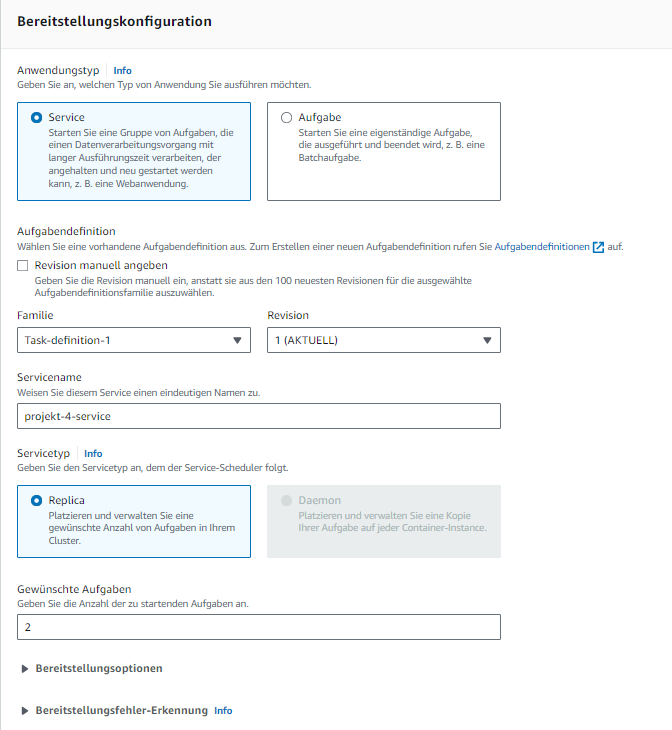 Bereitstellungskonfiguration
Anwendungstyp Info
Geben Sie an, welchen Typ von Anwendung Sie ausführen möchten.
Service
Starten Sie eine Gruppe von Aufgaben, die
einen Datenverarbeitungsvorgang mit
langer Ausführungszeit verarbeiten, der
angehalten und neu gestartet werden
kann, z. B. eine Webanwendung.
Aufgabe
Starten Sie eine eigenständige Aufgabe,
die ausgeführt und beendet wird, z. B. eine
Batchaufgabe.
Aufgabendefinition
Wählen Sie eine vorhandene Aufgabendefinition aus. Zum Erstellen einer neuen Aufgabendefinition rufen Sie Aufgabendefinitionen auf.
Revision manuell angeben
Geben Sie die Revision manuell ein, anstatt sie aus den 100 neuesten Revisionen für die ausgewählte
Aufgabendefinitionsfamilie auszuwählen.
Familie
Task-definition-1
Revision
1 (AKTUELL)
Servicename
Weisen Sie diesem Service einen eindeutigen Namen zu.
projekt-4-service
Servicetyp Info
Geben Sie den Servicetyp an, dem der Service-Scheduler folgt.
Replica
Platzieren und verwalten Sie eine
gewünschte Anzahl von Aufgaben in Ihrem
Cluster.
Daemon
Platzieren und verwalten Sie eine Kopie
Ihrer Aufgabe auf jeder Container-Instance.
Gewünschte Aufgaben
Geben Sie die Anzahl der zu startenden Aufgaben an.
2
Bereitstellungsoptionen
Bereitstellungsfehler-Erkennung Info